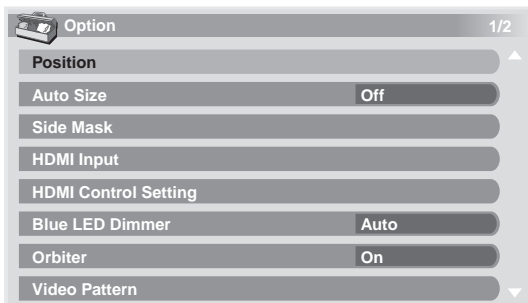 Option 1/2
Position
Auto Size Off
Side Mask
HDMI Input
HDMI Control Setting
Blue LED Dimmer Auto
Orbiter On
Video Pattern